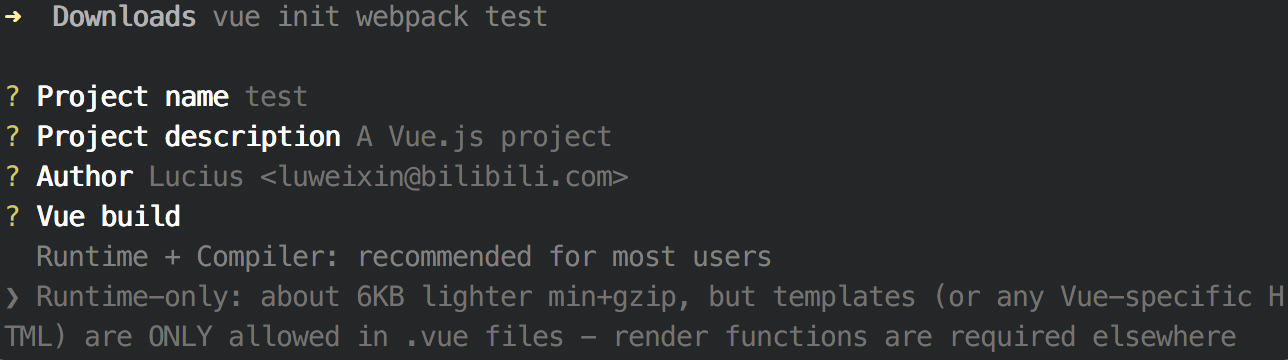 ➜  Downloads vue init webpack test
? Project name test
? Project description A Vue.js project
? Author Lucius <luweixin@bilibili.com>
? Vue build
Runtime + Compiler: recommended for most users
❯ Runtime-only: about 6KB lighter min+gzip, but templates (or any Vue-specific H
TML) are ONLY allowed in .vue files - render functions are required elsewhere